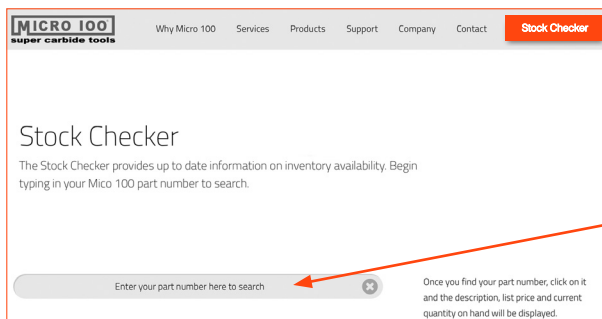 MICRO 100
super carbide tools
Why Micro 100 Services Products Support Company Contact Stock Checker
Stock Checker
The Stock Checker provides up to date information on inventory availability. Begin
typing in your Mico 100 part number to search.
Enter your part number here to search
Once you find your part number, click on it
and the description, list price and current
quantity on hand will be displayed.